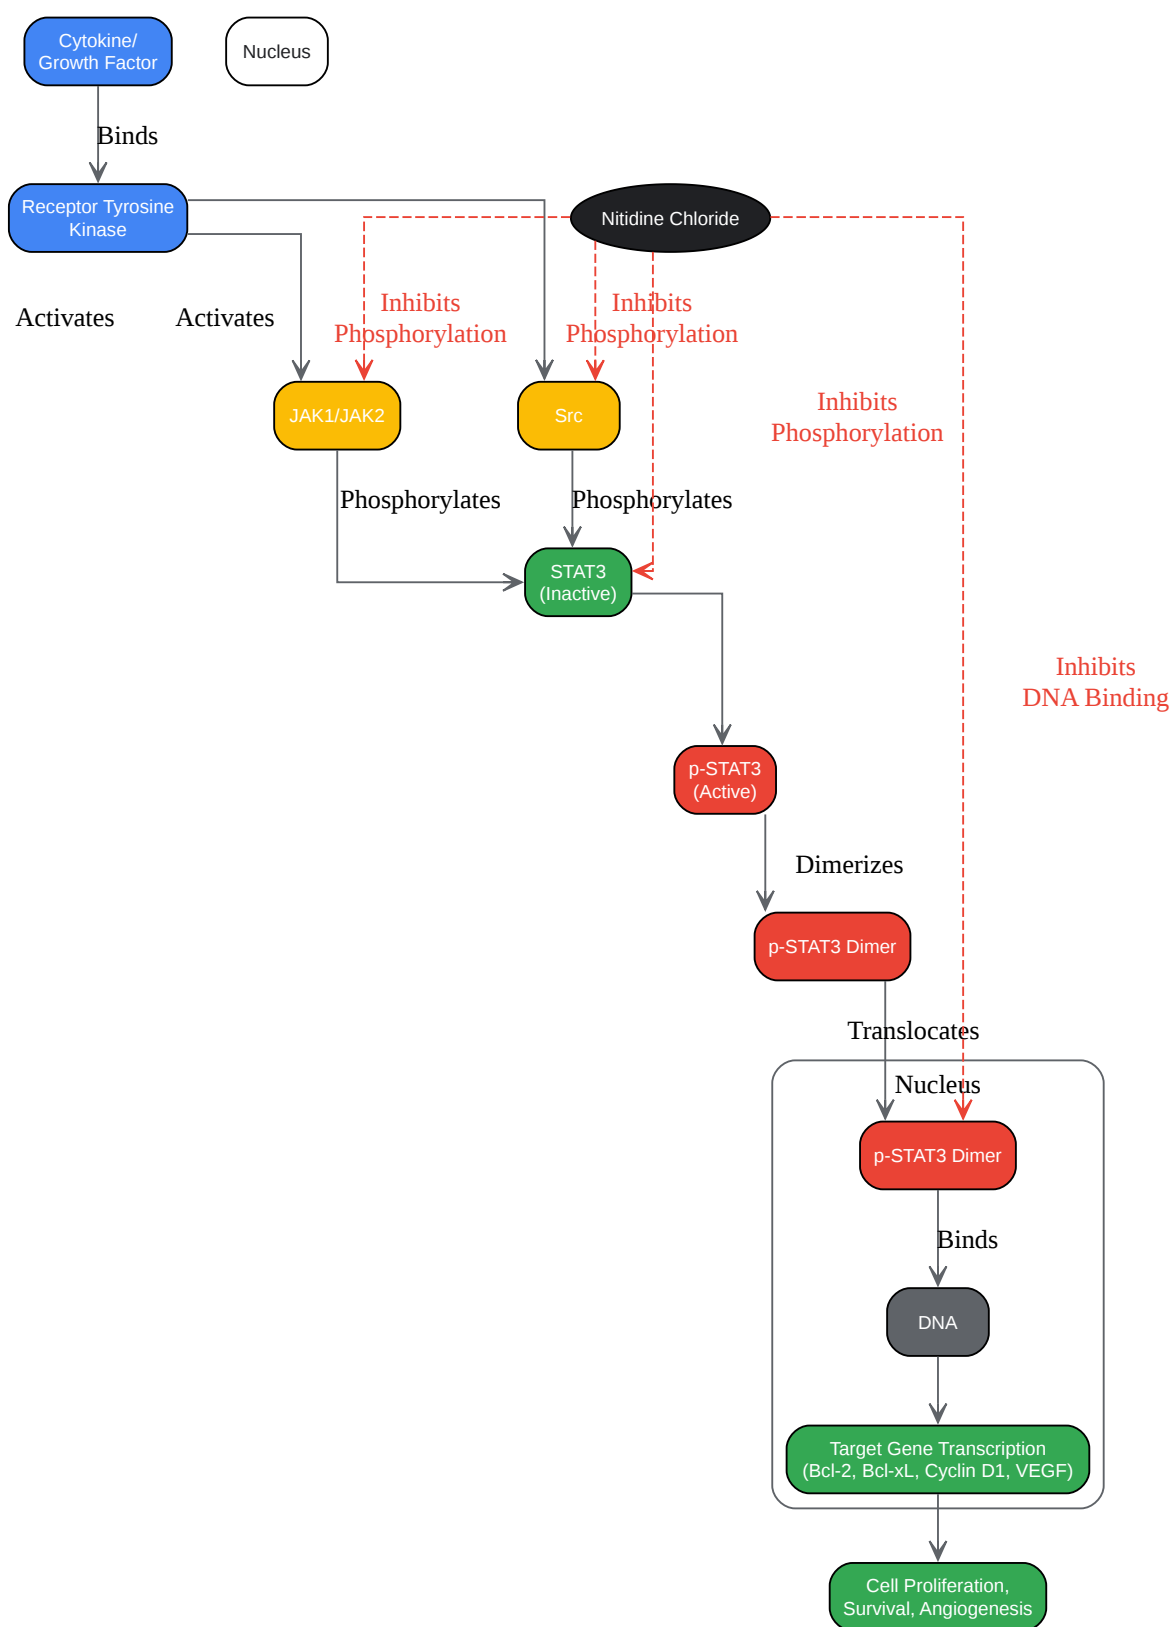 Cytokine/
Growth Factor
Nucleus
Binds
Receptor Tyrosine
Kinase
Nitidine Chloride
Activates
Activates
Inhibits
Phosphorylation
Inhibits
Phosphorylation
Inhibits
Phosphorylation
JAK1/JAK2
Src
Phosphorylates
Phosphorylates
STAT3
(Inactive)
Inhibits
DNA Binding
p-STAT3
(Active)
Dimerizes
p-STAT3 Dimer
Translocates
Nucleus
p-STAT3 Dimer
Binds
DNA
Target Gene Transcription
(Bcl-2, Bcl-xL, Cyclin D1, VEGF)
Cell Proliferation,
Survival, Angiogenesis